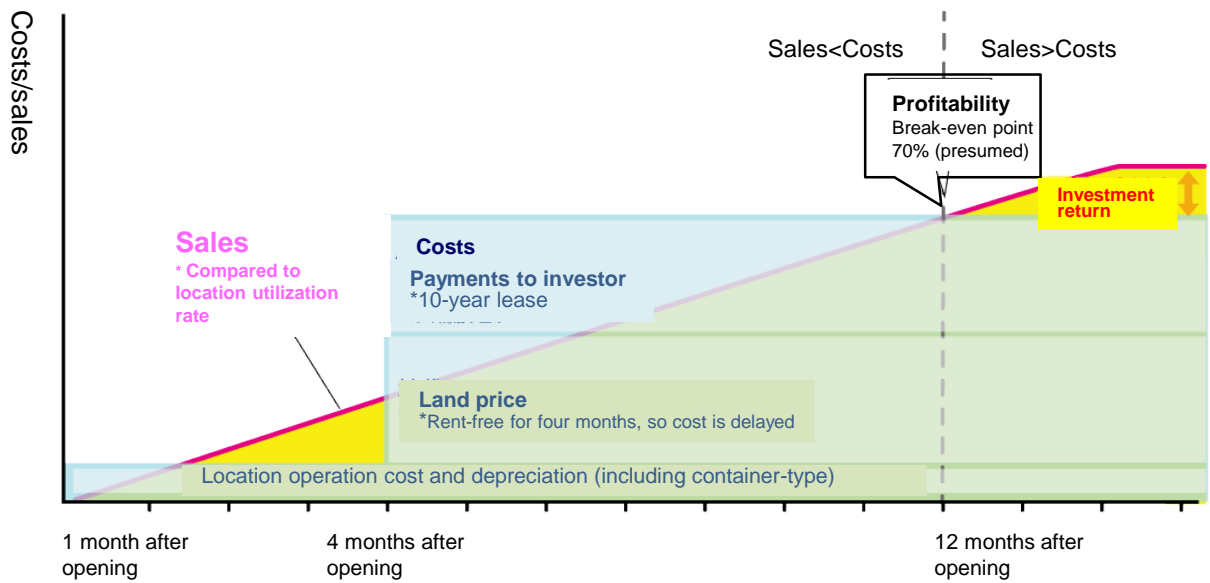 Costs/sales
Sales<Costs
Sales>Costs
Profitability
Break-even point
70% (presumed)
Investment
return
Sales
* Compared to
location utilization
rate
Costs
Payments to investor
*10-year lease
Land price
*Rent-free for four months, so cost is delayed
Location operation cost and depreciation (including container-type)
1 month after
opening
4 months after
opening
12 months after
opening